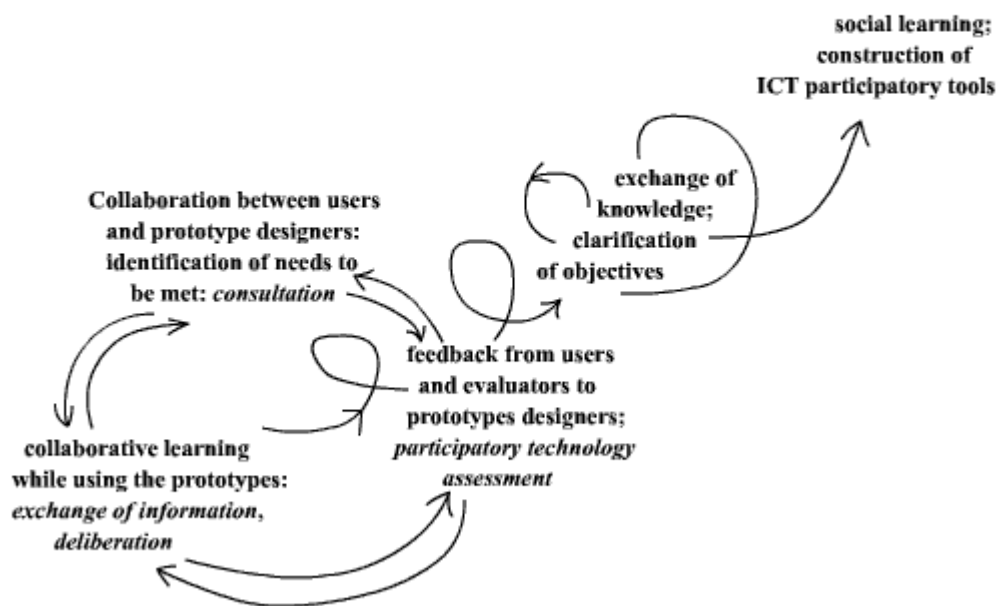 social learning;
construction of
ICT participatory tools
exchange of
knowledge;
clarification
of objectives
Collaboration between users
and prototype designers:
identification of needs to
be met: consultation
feedback from users
and evaluators to
prototypes designers;
participatory technology
assessment
collaborative learning
while using the prototypes:
exchange of information,
deliberation